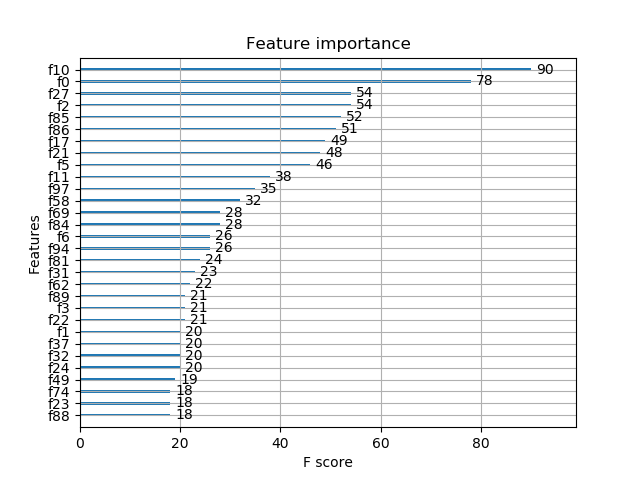 Feature importance
f10 90
f0 78
f27 54
f2 54
f85 52
f86 51
f17 49
f21 48
f5 46
f11 38
f97 35
f58 32
f69 28
f84 28
f6 26
f94 26
f81 24
f31 23
f62 22
f89 21
f3 21
f22 21
f1 20
f37 20
f32 20
f24 20
f49 19
f74 18
f23 18
f88 18
Features
0 20 40 60 80
F score